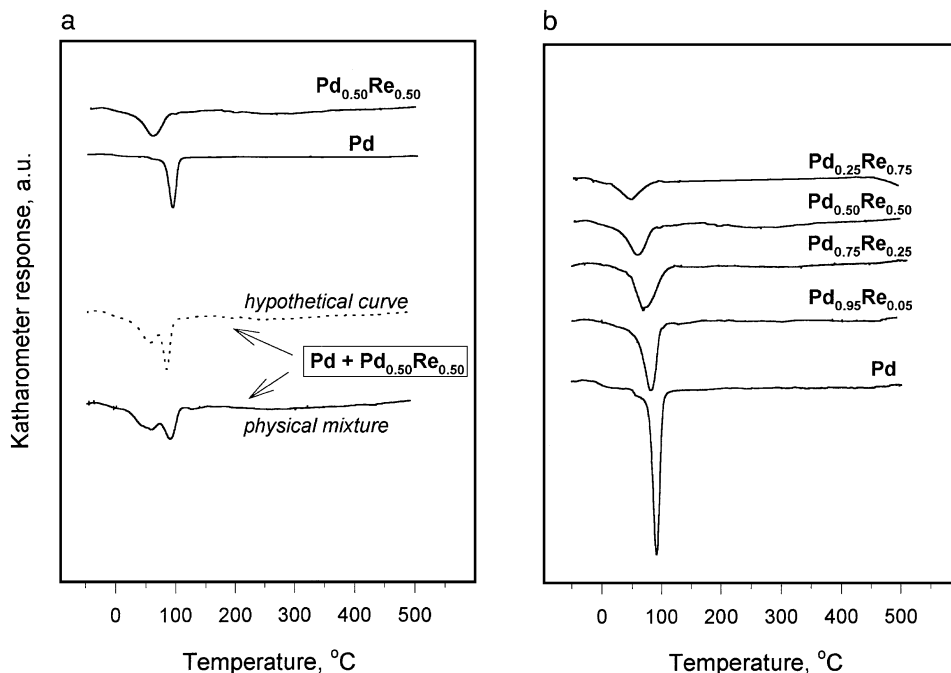 a
Pd0.50Re0.50
Pd
hypothetical curve
Pd + Pd0.50Re0.50
physical mixture
Katharometer response, a.u.
0 100 200 300 400 500
Temperature, °C
b
Pd0.25Re0.75
Pd0.50Re0.50
Pd0.75Re0.25
Pd0.95Re0.05
Pd
0 100 200 300 400 500
Temperature, °C